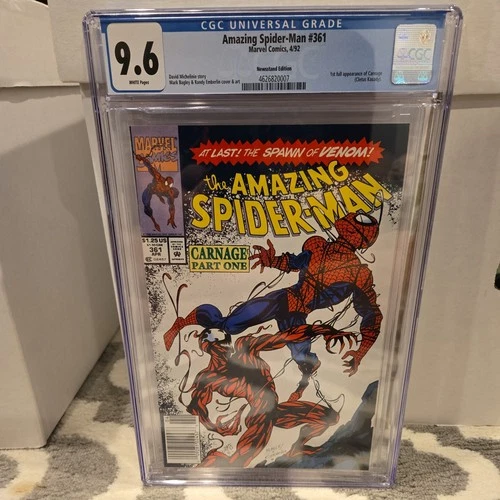 CGC UNIVERSAL GRADE
9.6
WHITE Pages
Amazing Spider-Man #361
Marvel Comics, 4/92
Newsstand Edition
David Michelinie story
Mark Bagley & Randy Emberlin cover & art
4626820007
1st full appearance of Carnage
(Cletus Kasady)
CGC
MARVEL
COMICS
AT LAST! THE SPAWN OF VENOM!
the AMAZING
SPIDER-MAN
$1.25 US
361
APR
CARNAGE
PART ONE